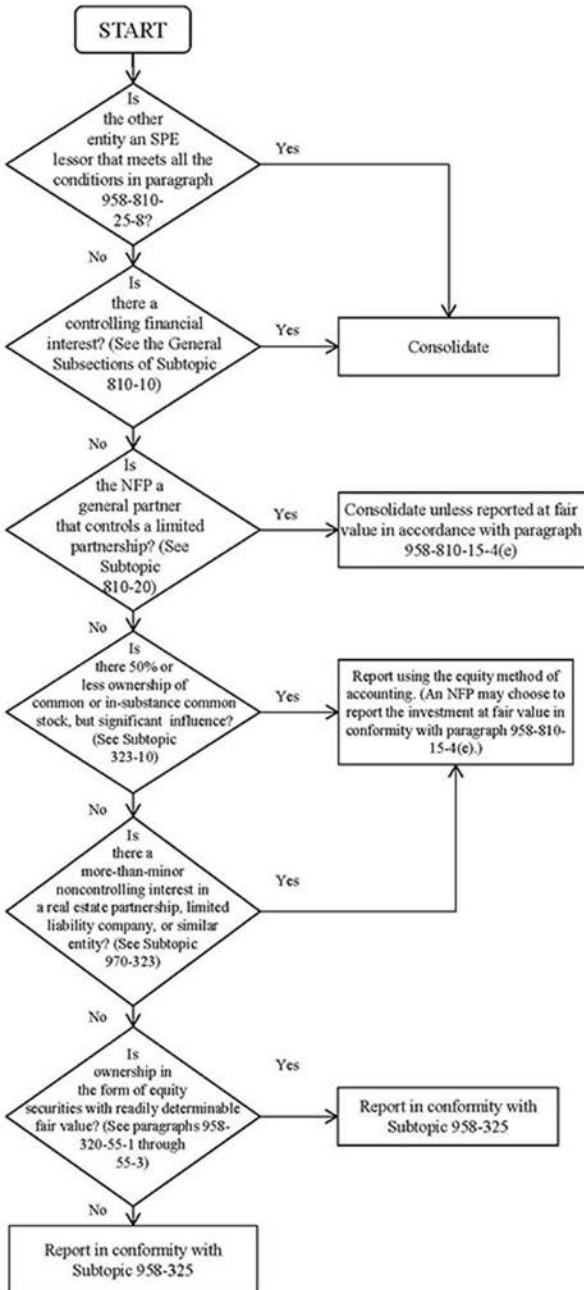 START
Is
the other
entity an SPE
lessor that meets all the
conditions in paragraph
958-810-
25-8?
Yes
No
Is
there a
controlling financial
interest? (See the General
Subsections of Subtopic
810-10)
Yes
Consolidate
No
Is
the NFP a
general partner
that controls a limited
partnership? (See
Subtopic
810-20)
Yes
Consolidate unless reported at fair
value in accordance with paragraph
958-810-15-4(e)
No
Is
there 50% or
less ownership of
common or in-substance common
stock, but significant influence?
(See Subtopic
323-10)
Yes
Report using the equity method of
accounting. (An NFP may choose to
report the investment at fair value in
conformity with paragraph 958-810-
15-4(e).)
No
Is
there a
more-than-minor
noncontrolling interest in
a real estate partnership, limited
liability company, or similar
entity? (See Subtopic
970-323)
Yes
No
Is
ownership in
the form of equity
securities with readily determinable
fair value? (See paragraphs 958-
320-55-1 through
55-3)
Yes
Report in conformity with
Subtopic 958-325
No
Report in conformity with
Subtopic 958-325